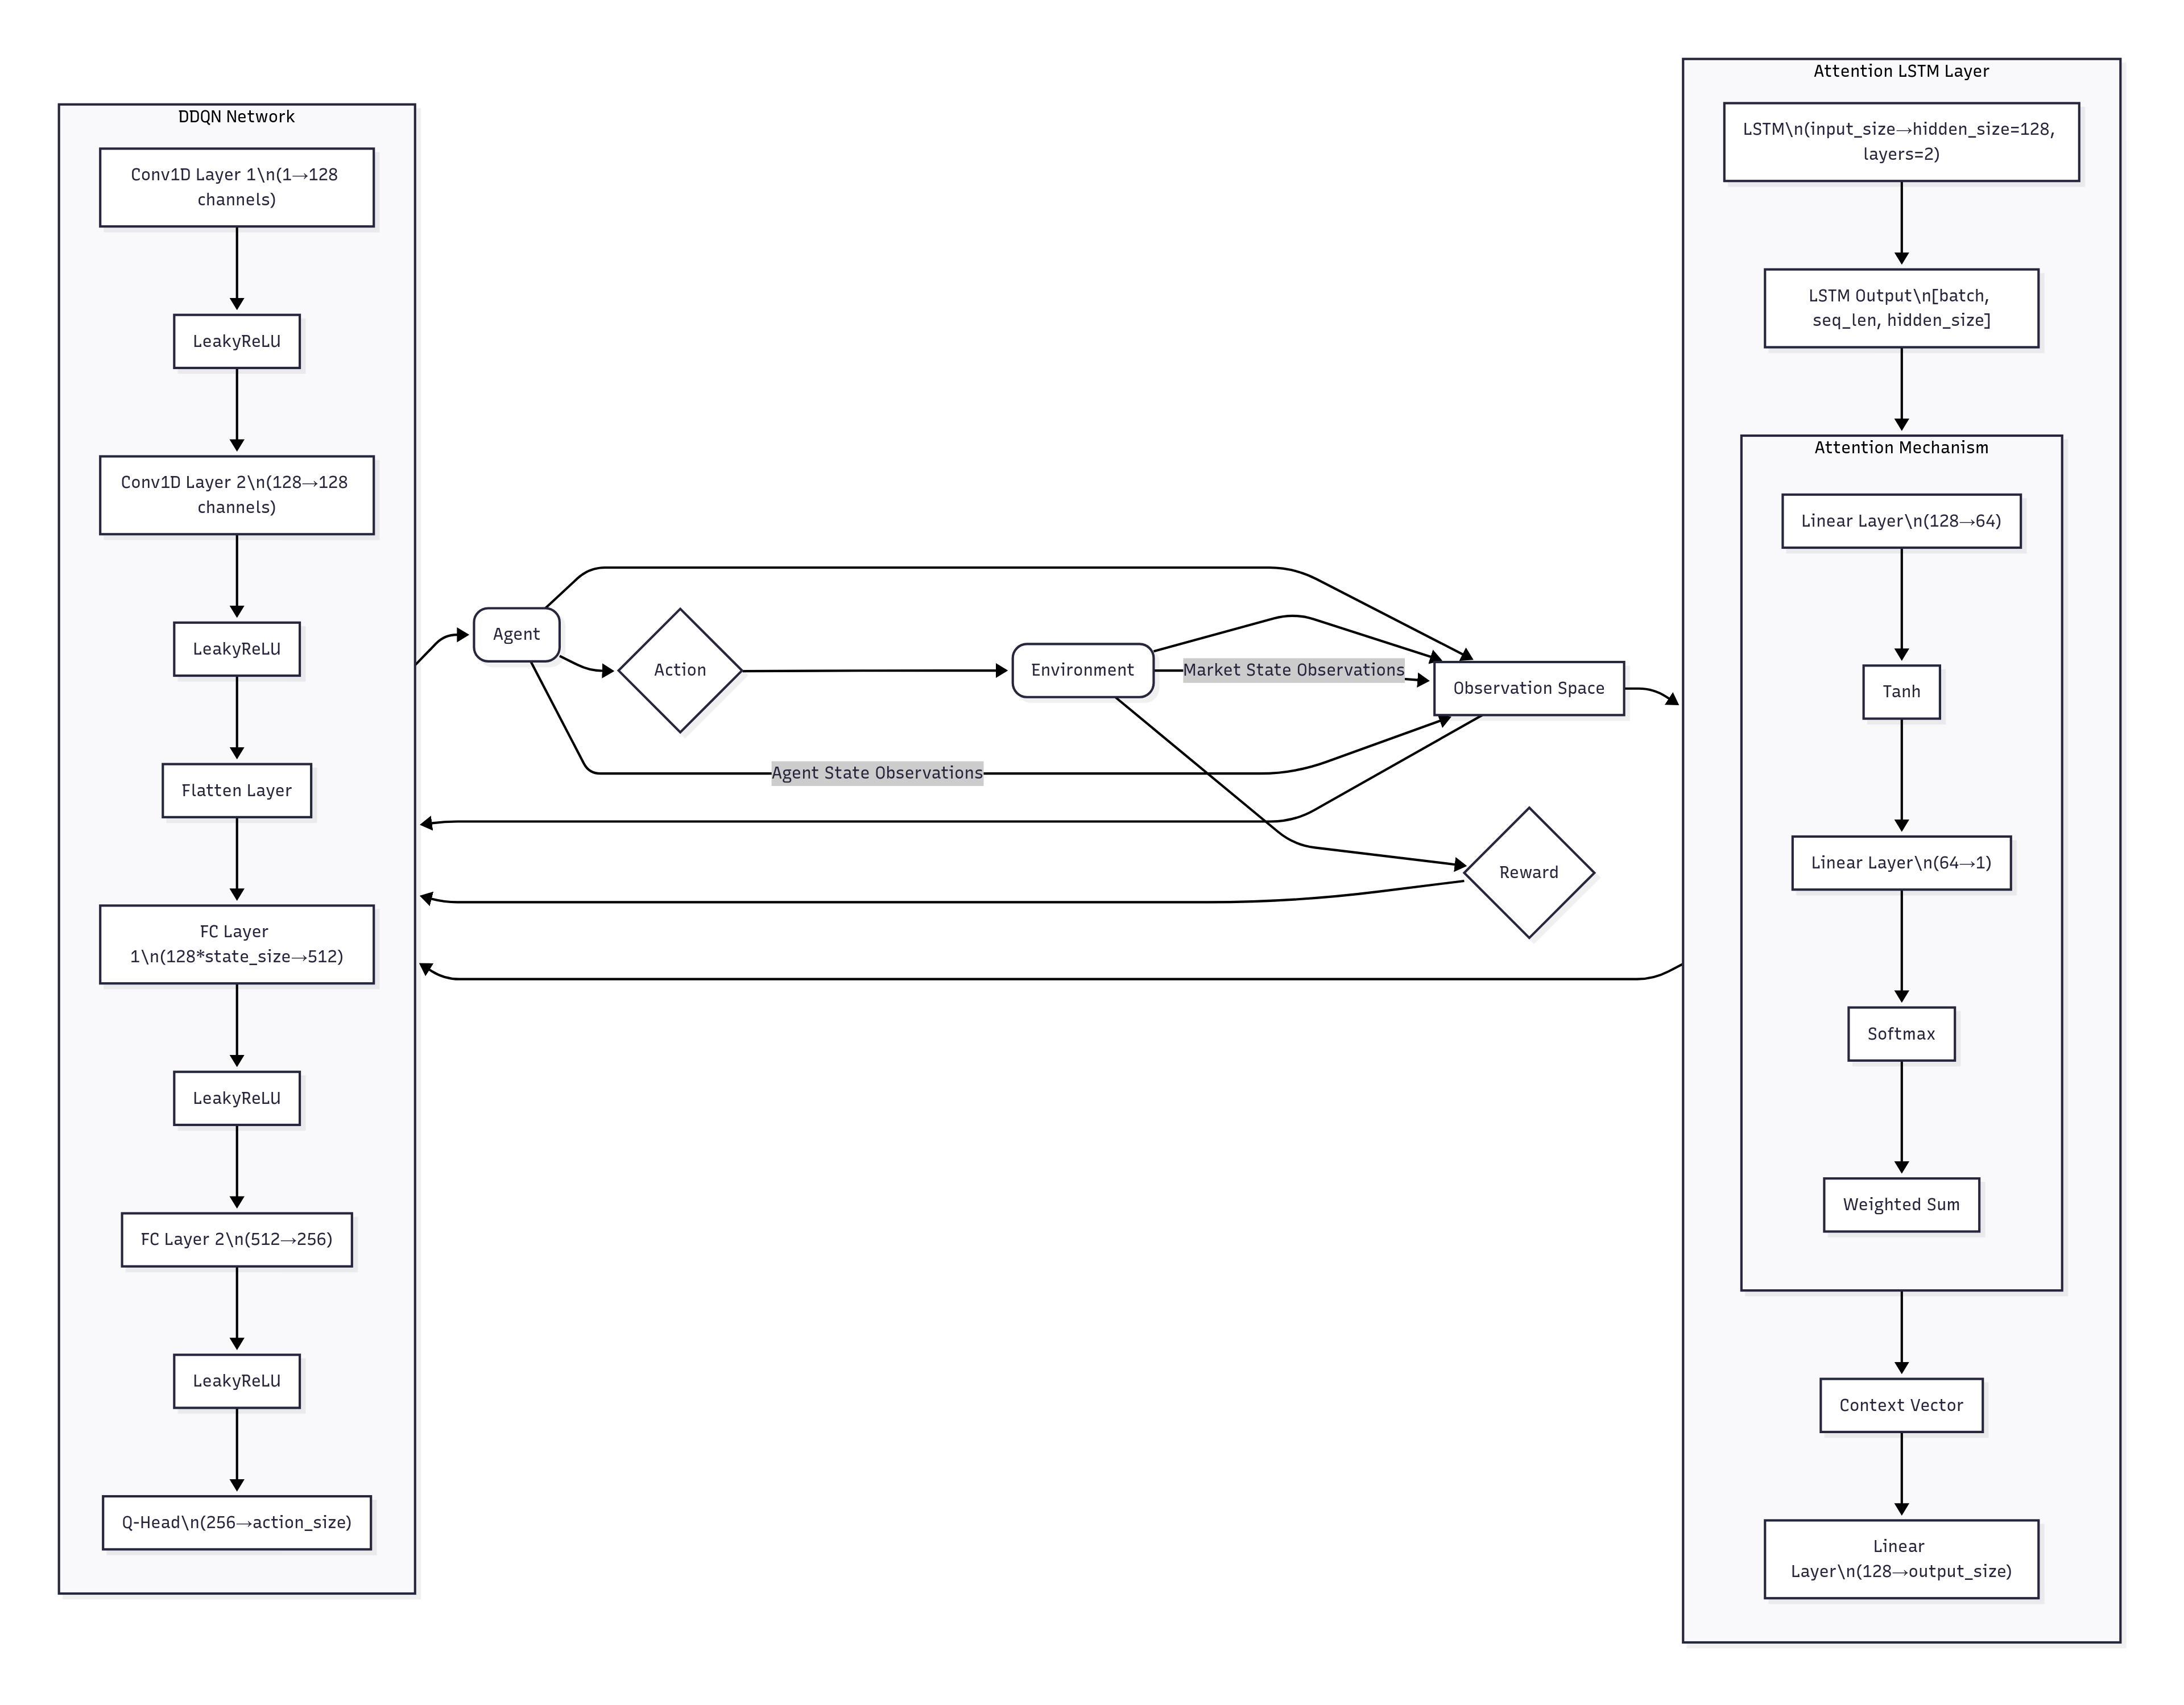 DDQN Network
Conv1D Layer 1\n(1→128
channels)
LeakyReLU
Conv1D Layer 2\n(128→128
channels)
LeakyReLU
Flatten Layer
FC Layer
1\n(128*state_size→512)
LeakyReLU
FC Layer 2\n(512→256)
LeakyReLU
Q-Head\n(256→action_size)
Agent
Action
Environment
Market State Observations
Observation Space
Agent State Observations
Reward
Attention LSTM Layer
LSTM\n(input_size→hidden_size=128,
layers=2)
LSTM Output\n[batch,
seq_len, hidden_size]
Attention Mechanism
Linear Layer\n(128→64)
Tanh
Linear Layer\n(64→1)
Softmax
Weighted Sum
Context Vector
Linear
Layer\n(128→output_size)